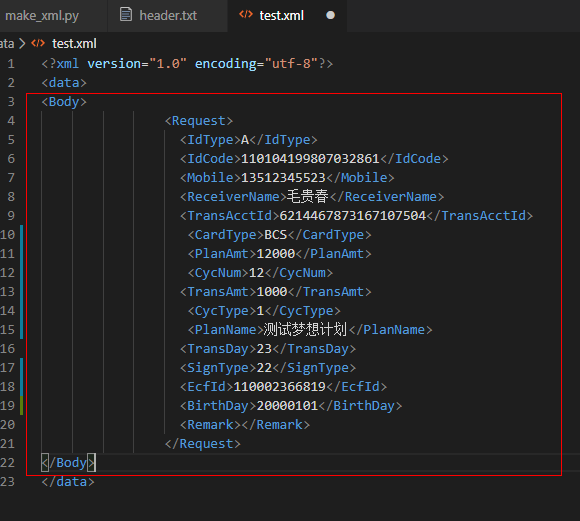 make_xml.py header.txt test.xml
ata > test.xml
1 <?xml version="1.0" encoding="utf-8"?>
2 <data>
3 <Body>
4 <Request>
5 <IdType>A</IdType>
6 <IdCode>110104199807032861</IdCode>
7 <Mobile>13512345523</Mobile>
8 <ReceiverName>毛贵春</ReceiverName>
9 <TransAcctId>6214467873167107504</TransAcctId>
10 <CardType>BCS</CardType>
11 <PlanAmt>12000</PlanAmt>
12 <CycNum>12</CycNum>
13 <TransAmt>1000</TransAmt>
14 <CycType>1</CycType>
15 <PlanName>测试梦想计划</PlanName>
16 <TransDay>23</TransDay>
17 <SignType>22</SignType>
18 <EcfId>110002366819</EcfId>
19 <BirthDay>20000101</BirthDay>
20 <Remark></Remark>
21 </Request>
22 </Body>
23 </data>